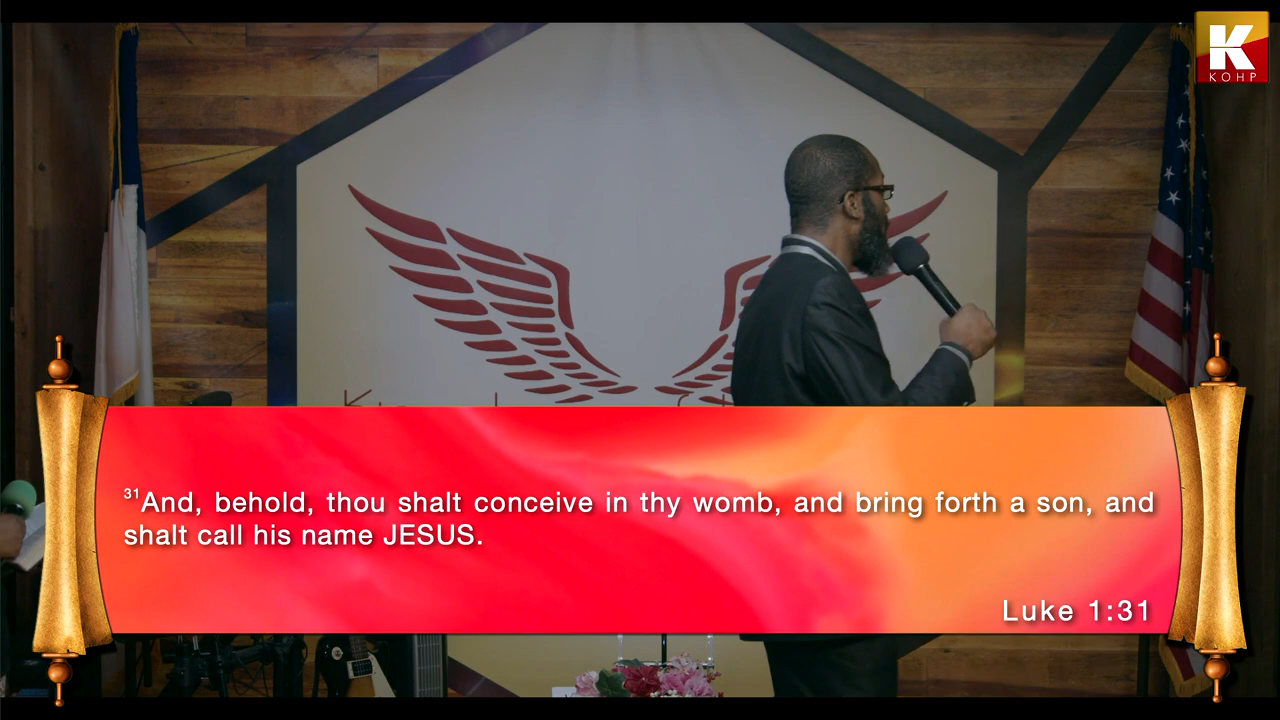 K
KOHP
³¹And, behold, thou shalt conceive in thy womb, and bring forth a son, and
shalt call his name JESUS.
Luke 1:31